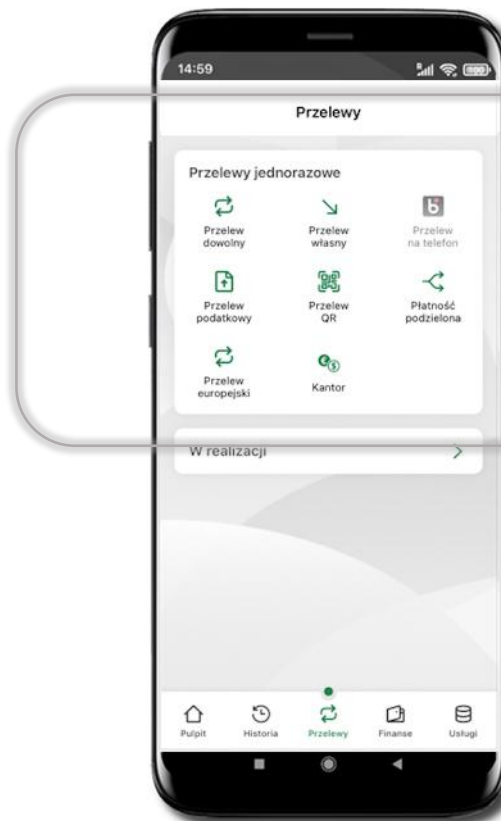 14:59
Przelewy
Przelewy jednorazowe
Przelew
dowolny
Przelew
własny
Przelew
na telefon
Przelew
podatkowy
Przelew
QR
Płatność
podzielona
Przelew
europejski
Kantor
W realizacji
Pulpit
Historia
Przelewy
Finanse
Usługi